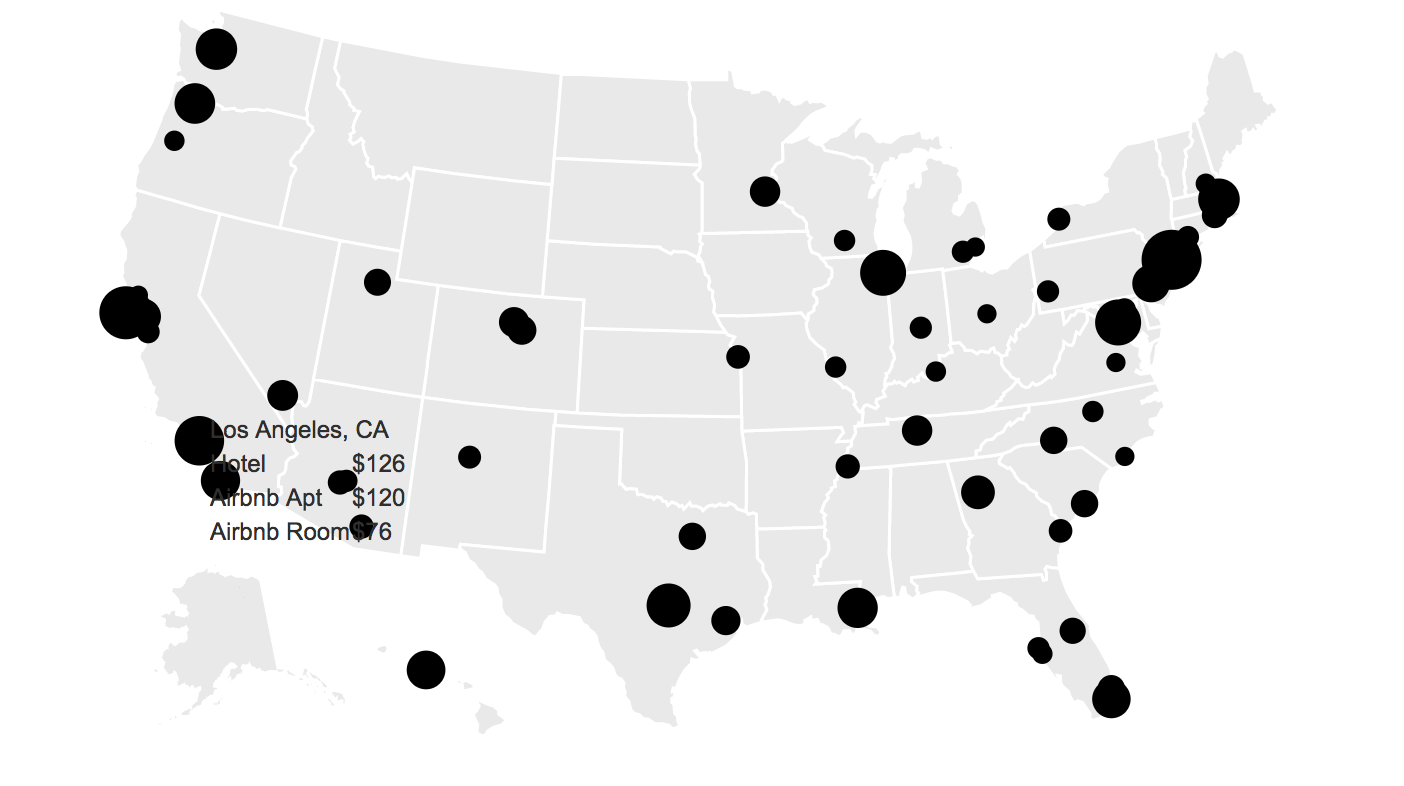 Los Angeles, CA
Hotel $126
Airbnb Apt $120
Airbnb Room $76